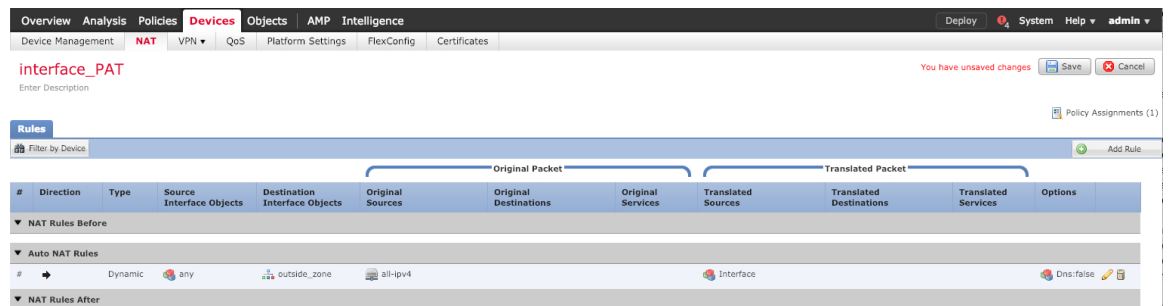 Overview Analysis Policies Devices Objects AMP Intelligence Deploy 4 System Help admin
Device Management NAT VPN QoS Platform Settings FlexConfig Certificates
interface_PAT You have unsaved changes Save Cancel
Enter Description
Policy Assignments (1)
Rules
Filter by Device Add Rule
Original Packet Translated Packet
# Direction Type Source Interface Objects Destination Interface Objects Original Sources Original Destinations Original Services Translated Sources Translated Destinations Translated Services Options
NAT Rules Before
Auto NAT Rules
# Dynamic any outside_zone all-ipv4 Interface Dns:false
NAT Rules After